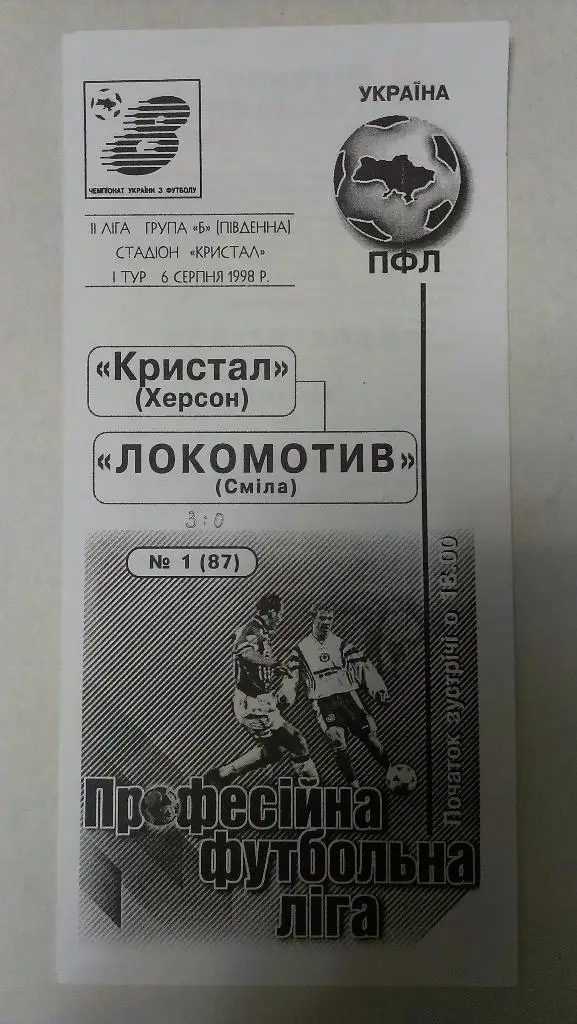 ЧЕМПІОНАТ УКРАЇНИ З ФУТБОЛУ
УКРАЇНА
ПФЛ
ІІ ЛІГА ГРУПА «Б» (ПІВДЕННА)
СТАДІОН «КРИСТАЛ»
І ТУР 6 СЕРПНЯ 1998 Р.
«Кристал»
(Херсон)
«ЛОКОМОТИВ»
(Сміла)
3:0
№ 1 (87)
Початок зустрічі о 18.00
Професійна
футбольна
ліга